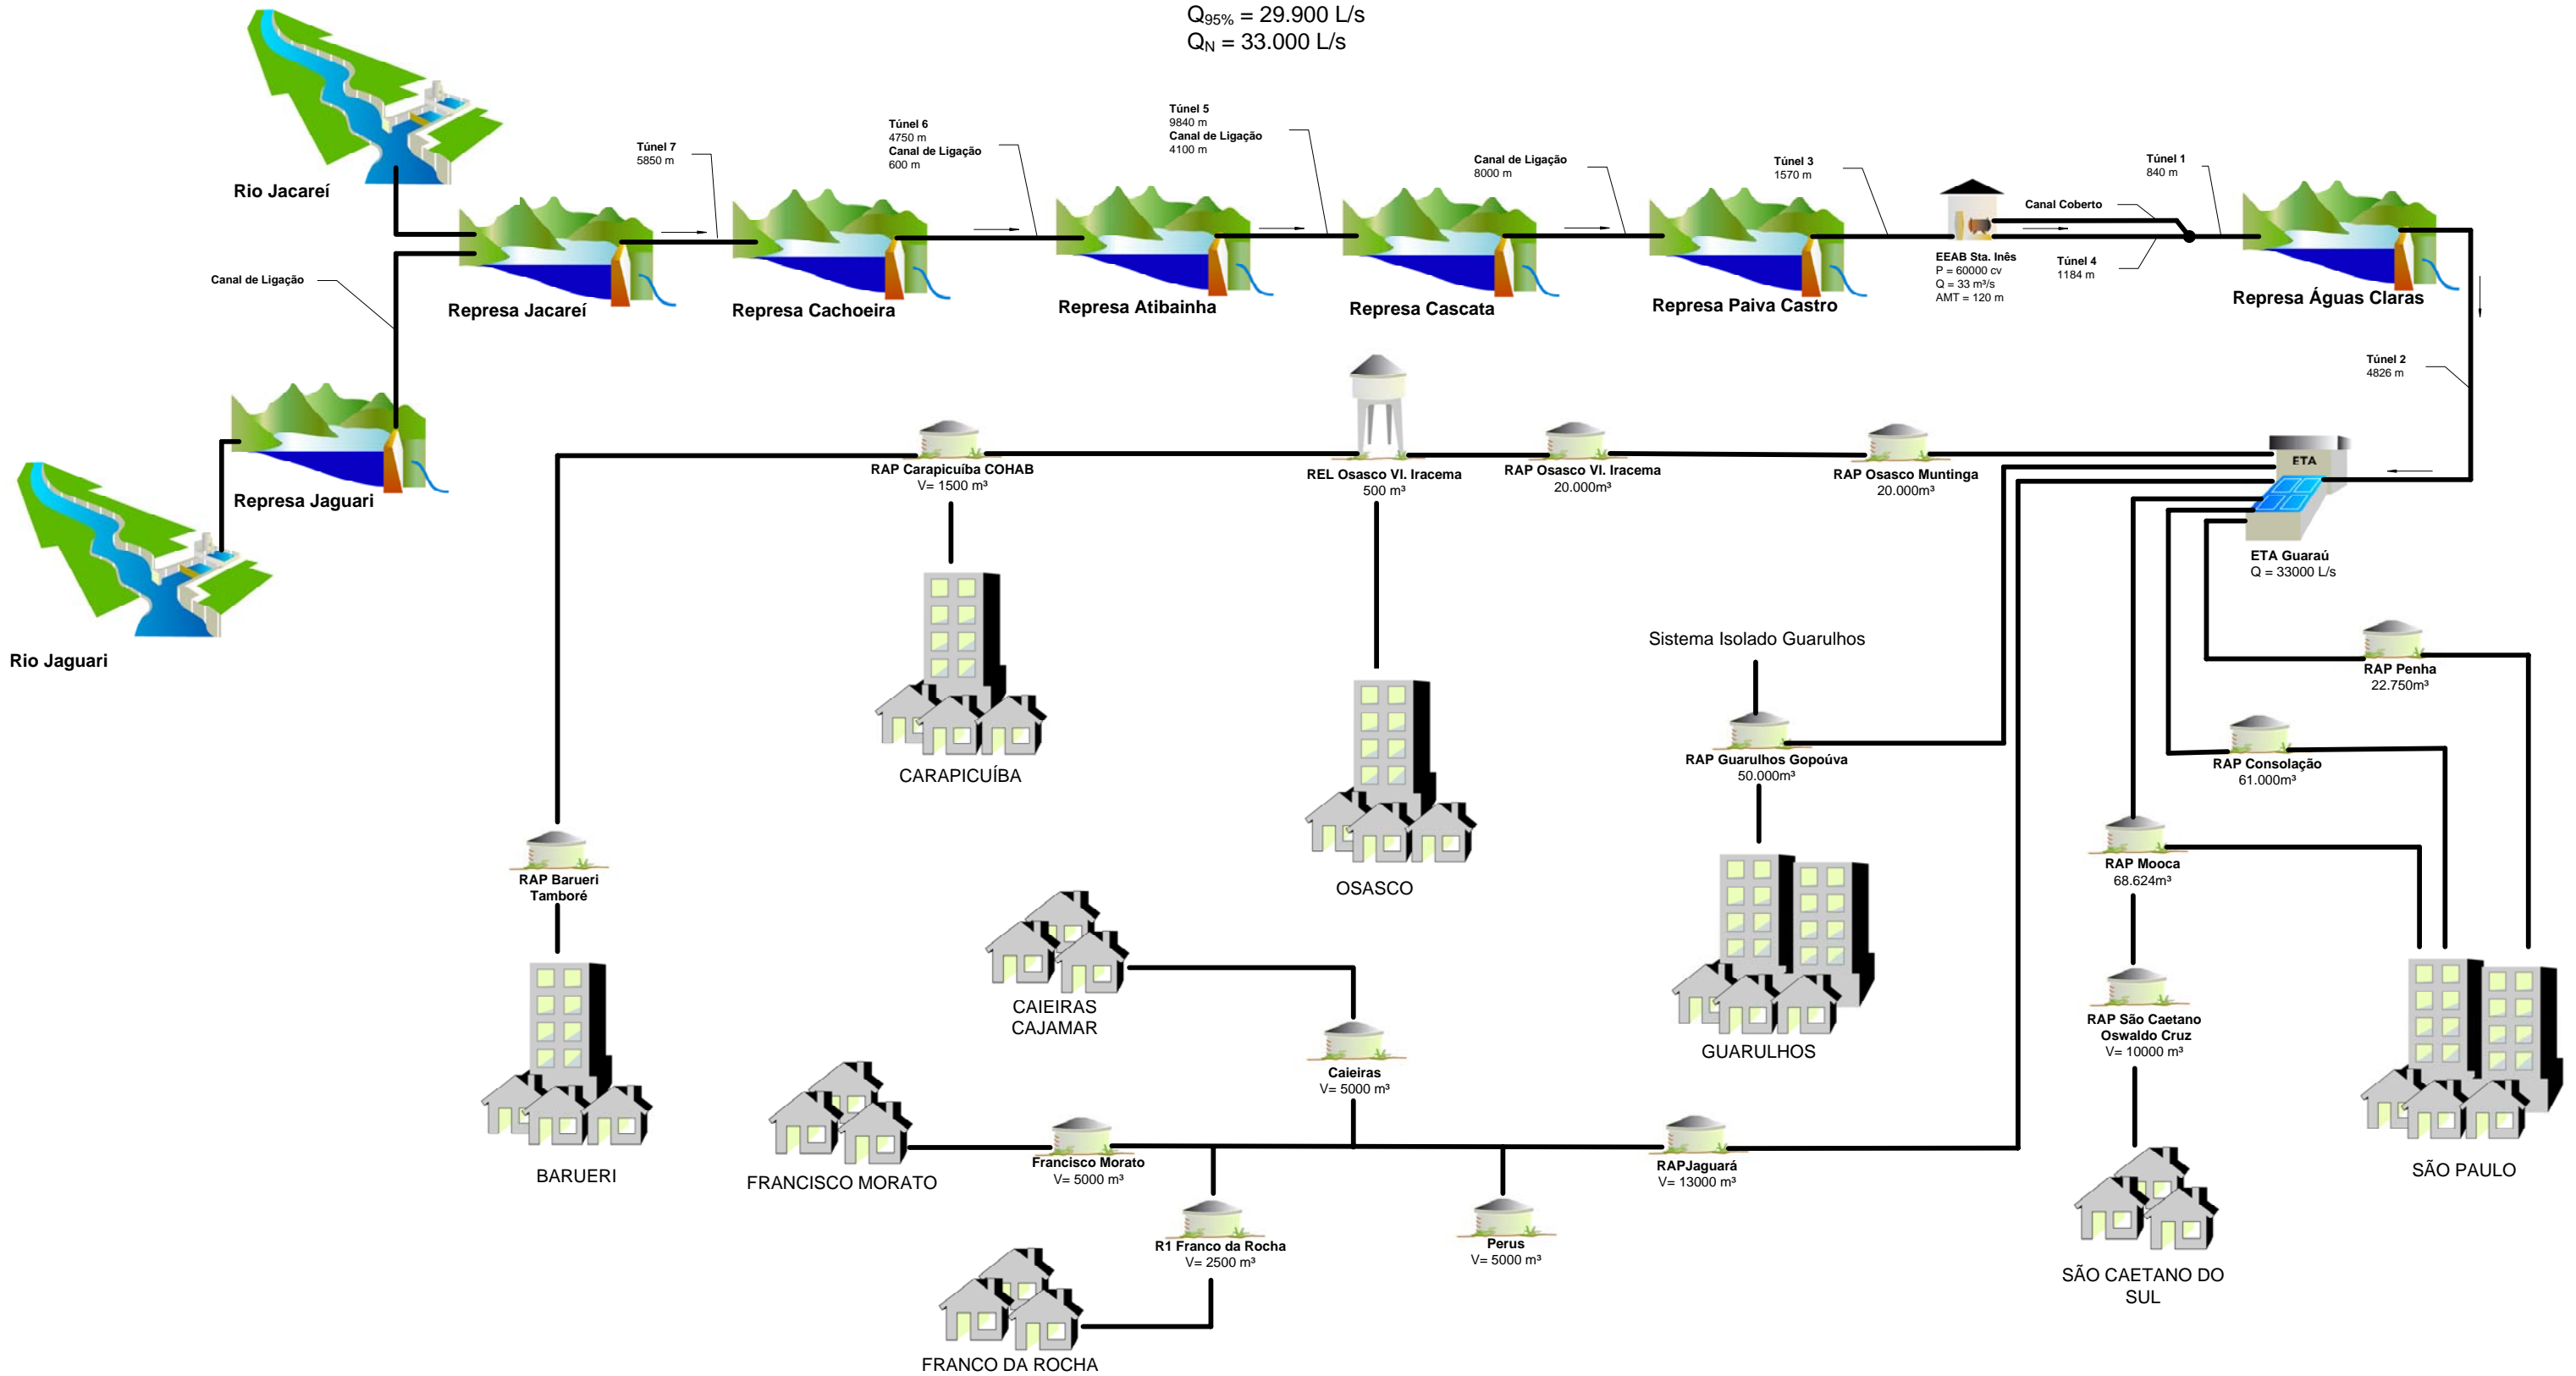 Q95% = 29.900 L/s
QN = 33.000 L/s
Rio Jacareí
Canal de Ligação
Represa Jacareí
Túnel 7
5850 m
Represa Cachoeira
Túnel 6
4750 m
Canal de Ligação
600 m
Represa Atibainha
Túnel 5
9840 m
Canal de Ligação
4100 m
Represa Cascata
Canal de Ligação
8000 m
Represa Paiva Castro
Túnel 3
1570 m
EEAB Sta. Inês
P = 60000 cv
Q = 33 m³/s
AMT = 120 m
Canal Coberto
Túnel 4
1184 m
Túnel 1
840 m
Represa Águas Claras
Túnel 2
4826 m
Represa Jaguari
Rio Jaguari
RAP Carapicuíba COHAB
V= 1500 m³
REL Osasco VI. Iracema
500 m³
RAP Osasco VI. Iracema
20.000m³
RAP Osasco Muntinga
20.000m³
ETA
ETA Guaraú
Q = 33000 L/s
CARAPICUÍBA
OSASCO
Sistema Isolado Guarulhos
RAP Guarulhos Gopoúva
50.000m³
GUARULHOS
RAP Penha
22.750m³
RAP Consolação
61.000m³
RAP Mooca
68.624m³
RAP São Caetano
Oswaldo Cruz
V= 10000 m³
SÃO CAETANO DO
SUL
SÃO PAULO
RAP Barueri
Tamboré
BARUERI
CAIEIRAS
CAJAMAR
Caieiras
V= 5000 m³
FRANCISCO MORATO
Francisco Morato
V= 5000 m³
RAPJaguará
V= 13000 m³
R1 Franco da Rocha
V= 2500 m³
Perus
V= 5000 m³
FRANCO DA ROCHA